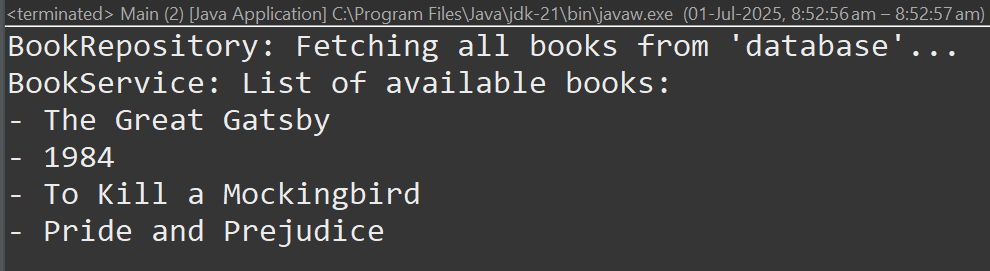 <terminated> Main (2) [Java Application] C:\Program Files\Java\jdk-21\bin\javaw.exe (01-Jul-2025, 8:52:56 am – 8:52:57 am)
BookRepository: Fetching all books from 'database'...
BookService: List of available books:
- The Great Gatsby
- 1984
- To Kill a Mockingbird
- Pride and Prejudice